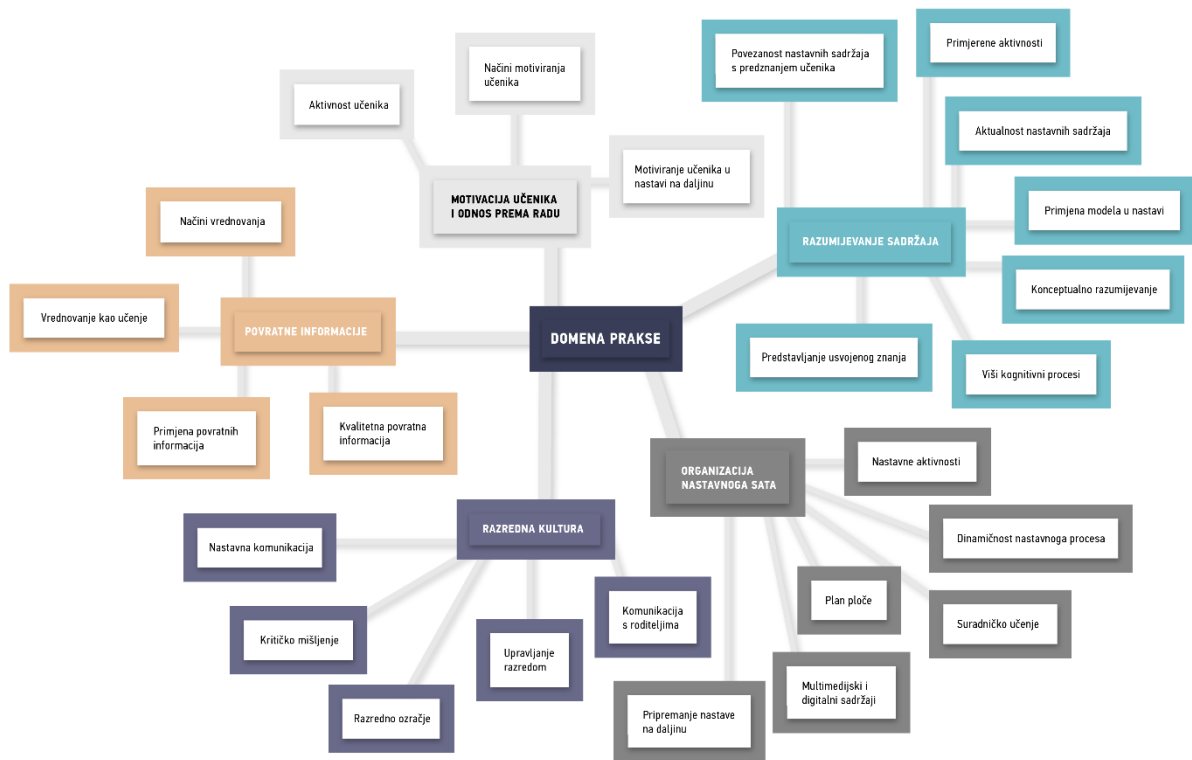 DOMENA PRAKSE
MOTIVACIJA UČENIKA
I ODNOS PREMA RADU
Aktivnost učenika
Načini motiviranja
učenika
Motiviranje učenika u
nastavi na daljinu
RAZUMIJEVANJE SADRŽAJA
Povezanost nastavnih sadržaja
s predznanjem učenika
Primjerene aktivnosti
Aktualnost nastavnih sadržaja
Primjena modela u nastavi
Konceptualno razumijevanje
Viši kognitivni procesi
Predstavljanje usvojenog znanja
ORGANIZACIJA
NASTAVNOGA SATA
Nastavne aktivnosti
Dinamičnost nastavnoga procesa
Suradničko učenje
Plan ploče
Multimedijski i
digitalni sadržaji
Pripremanje nastave
na daljinu
RAZREDNA KULTURA
Komunikacija
s roditeljima
Upravljanje
razredom
Razredno ozračje
Kritičko mišljenje
Nastavna komunikacija
POVRATNE INFORMACIJE
Načini vrednovanja
Vrednovanje kao učenje
Primjena povratnih
informacija
Kvalitetna povratna
informacija